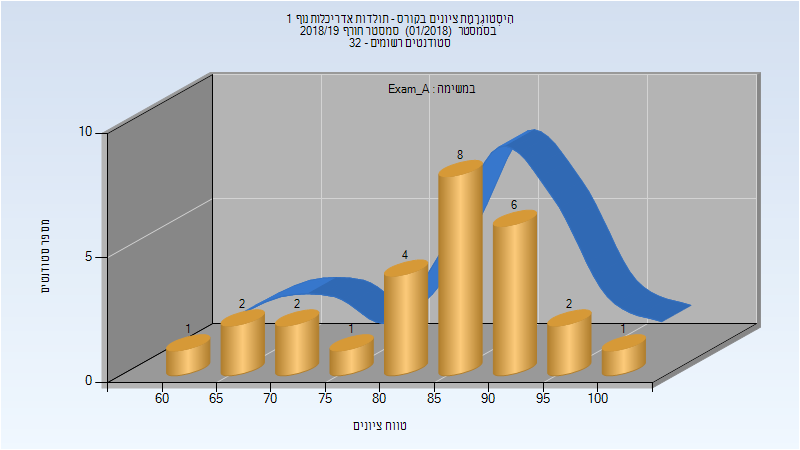 היסטוגרמת ציונים בקורס - תולדות אדריכלות נוף 1
בסמסטר (01/2018) סמסטר חורף 2018/19
סטודנטים רשומים - 32
במשימה : Exam_A
מספר סטודנטים
10
5
0
1
2
2
1
4
8
6
2
1
60 65 70 75 80 85 90 95 100
טווח ציונים